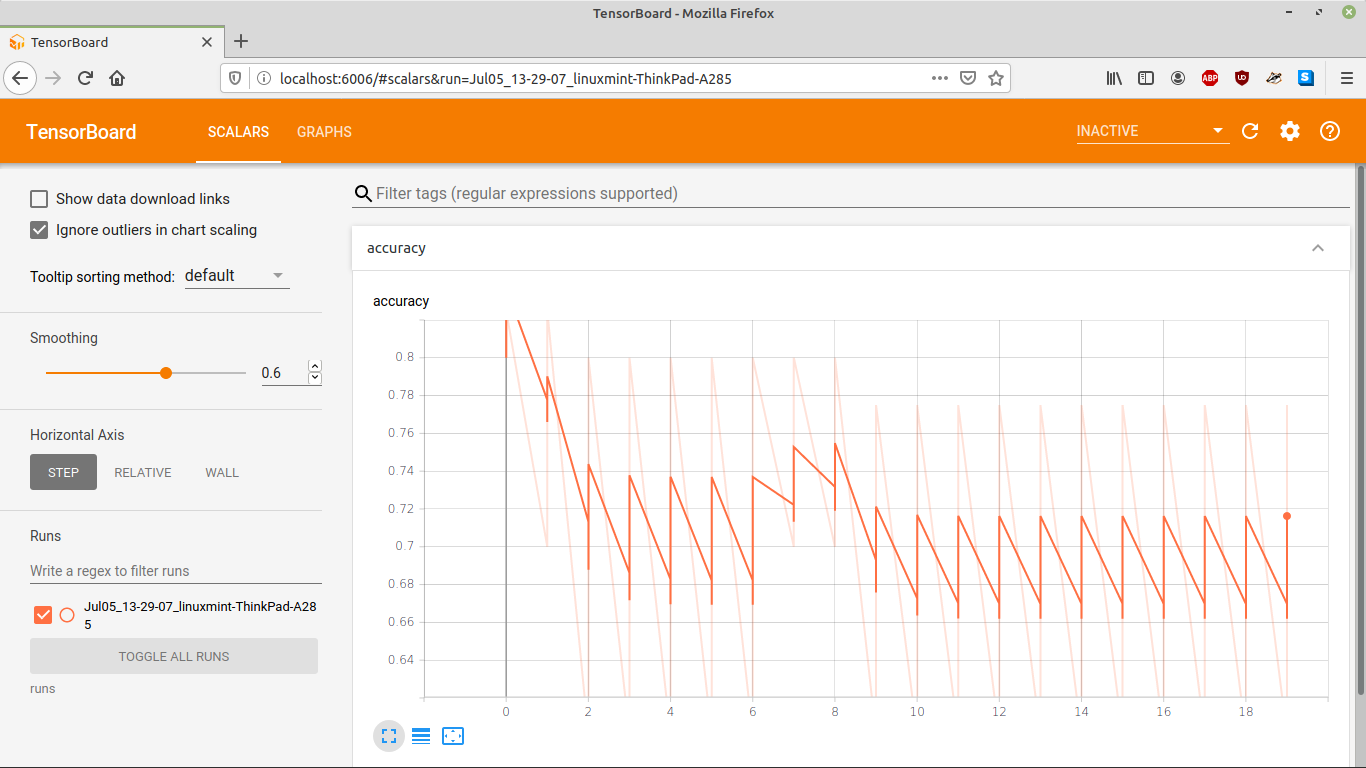 TensorBoard - Mozilla Firefox
TensorBoard
localhost:6006/#scalars&run=Jul05_13-29-07_linuxmint-ThinkPad-A285
ABP
UD
S
TensorBoard SCALARS GRAPHS INACTIVE
Show data download links
Ignore outliers in chart scaling
Tooltip sorting method: default
Smoothing
0.6
Horizontal Axis
STEP RELATIVE WALL
Runs
Write a regex to filter runs
Jul05_13-29-07_linuxmint-ThinkPad-A28
5
TOGGLE ALL RUNS
runs
Filter tags (regular expressions supported)
accuracy
accuracy
0.8
0.78
0.76
0.74
0.72
0.7
0.68
0.66
0.64
0 2 4 6 8 10 12 14 16 18